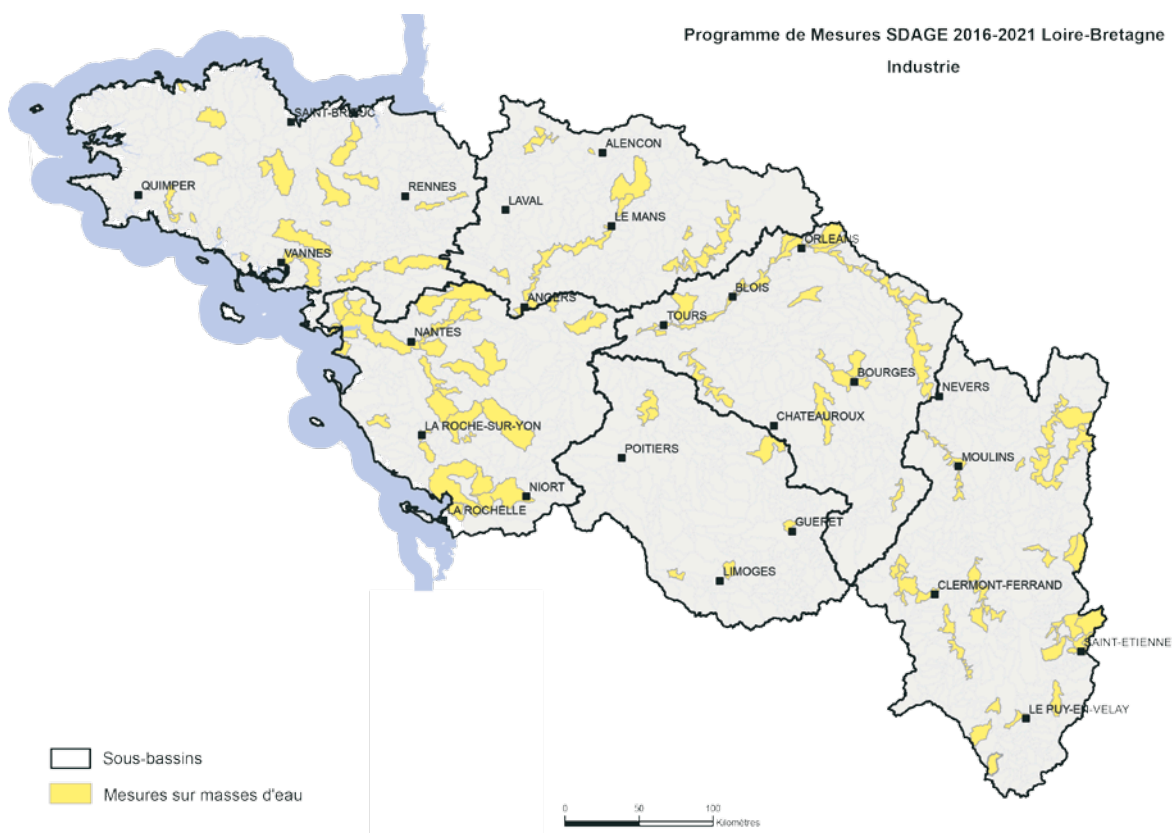 Programme de Mesures SDAGE 2016-2021 Loire-Bretagne
Industrie
SAINT-BRIEUC
ALENCON
QUIMPER
RENNES
LAVAL
LE MANS
VANNES
ORLEANS
ANGERS
BLOIS
TOURS
NANTES
BOURGES
NEVERS
CHATEAUROUX
LA ROCHE-SUR-YON
POITIERS
MOULINS
NIORT
LA ROCHELLE
GUERET
LIMOGES
CLERMONT-FERRAND
SAINT-ETIENNE
LE PUY-EN-VELAY
Sous-bassins
Mesures sur masses d'eau
0 50 100
Kilomètres